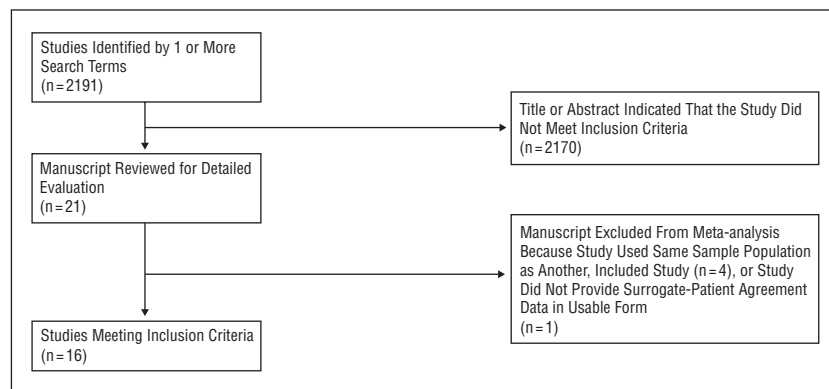 Studies Identified by 1 or More
Search Terms
(n=2191)
Title or Abstract Indicated That the Study Did
Not Meet Inclusion Criteria
(n=2170)
Manuscript Reviewed for Detailed
Evaluation
(n=21)
Manuscript Excluded From Meta-analysis
Because Study Used Same Sample Population
as Another, Included Study (n=4), or Study
Did Not Provide Surrogate-Patient Agreement
Data in Usable Form
(n=1)
Studies Meeting Inclusion Criteria
(n=16)